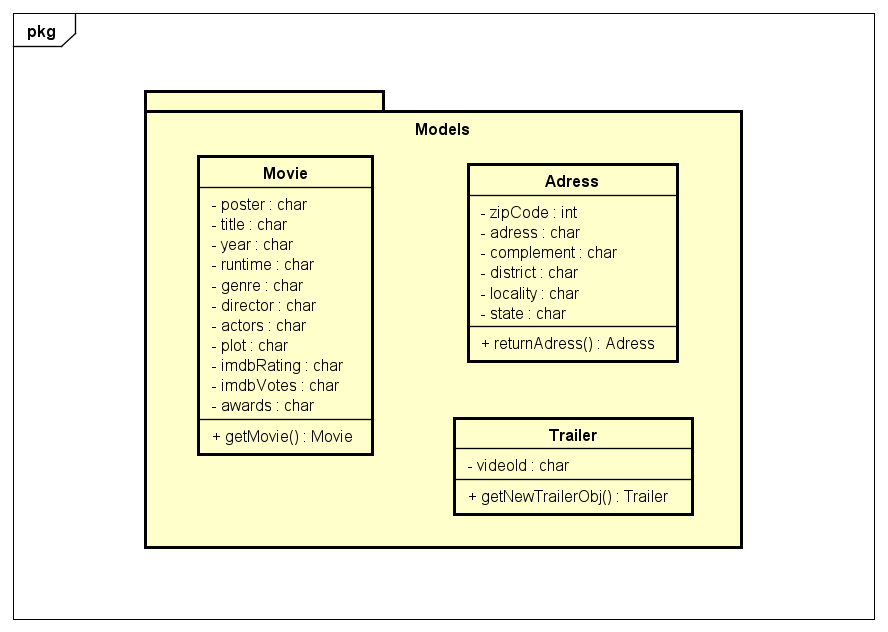 pkg
Models
Movie
- poster : char
- title : char
- year : char
- runtime : char
- genre : char
- director : char
- actors : char
- plot : char
- imdbRating : char
- imdbVotes : char
- awards : char
+ getMovie() : Movie
Adress
- zipCode : int
- adress : char
- complement : char
- district : char
- locality : char
- state : char
+ returnAdress() : Adress
Trailer
- videoId : char
+ getNewTrailerObj() : Trailer